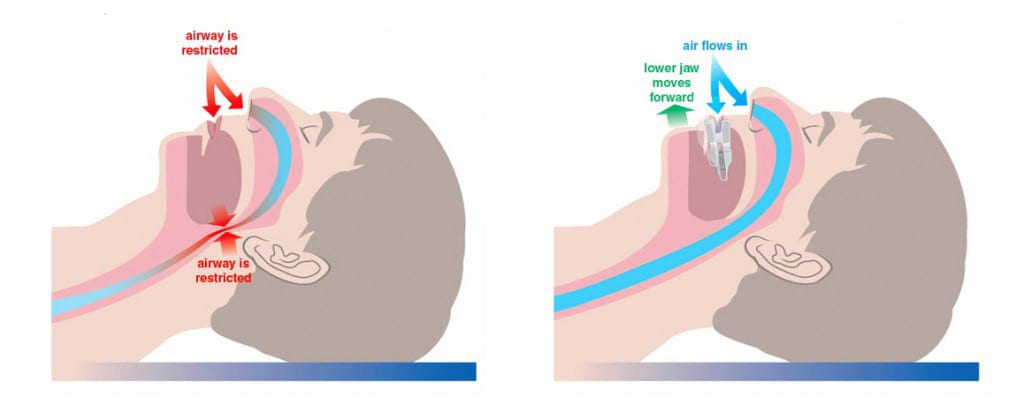 airway is
restricted
airway is
restricted
air flows in
lower jaw
moves
forward